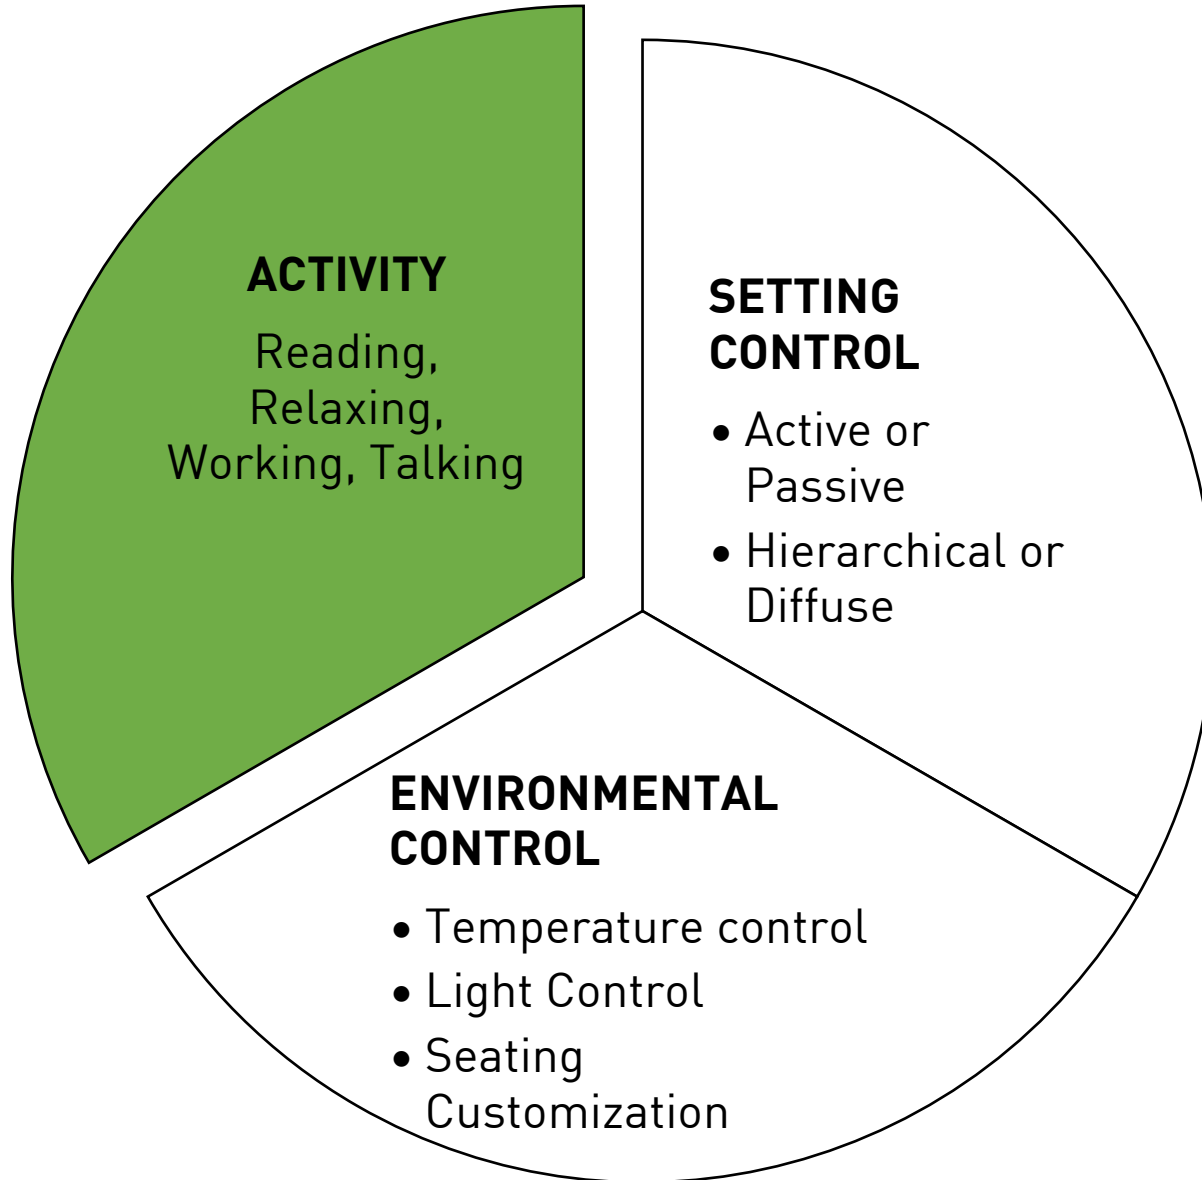 ACTIVITY
Reading,
Relaxing,
Working, Talking
SETTING
CONTROL
• Active or
Passive
• Hierarchical or
Diffuse
ENVIRONMENTAL
CONTROL
• Temperature control
• Light Control
• Seating
Customization